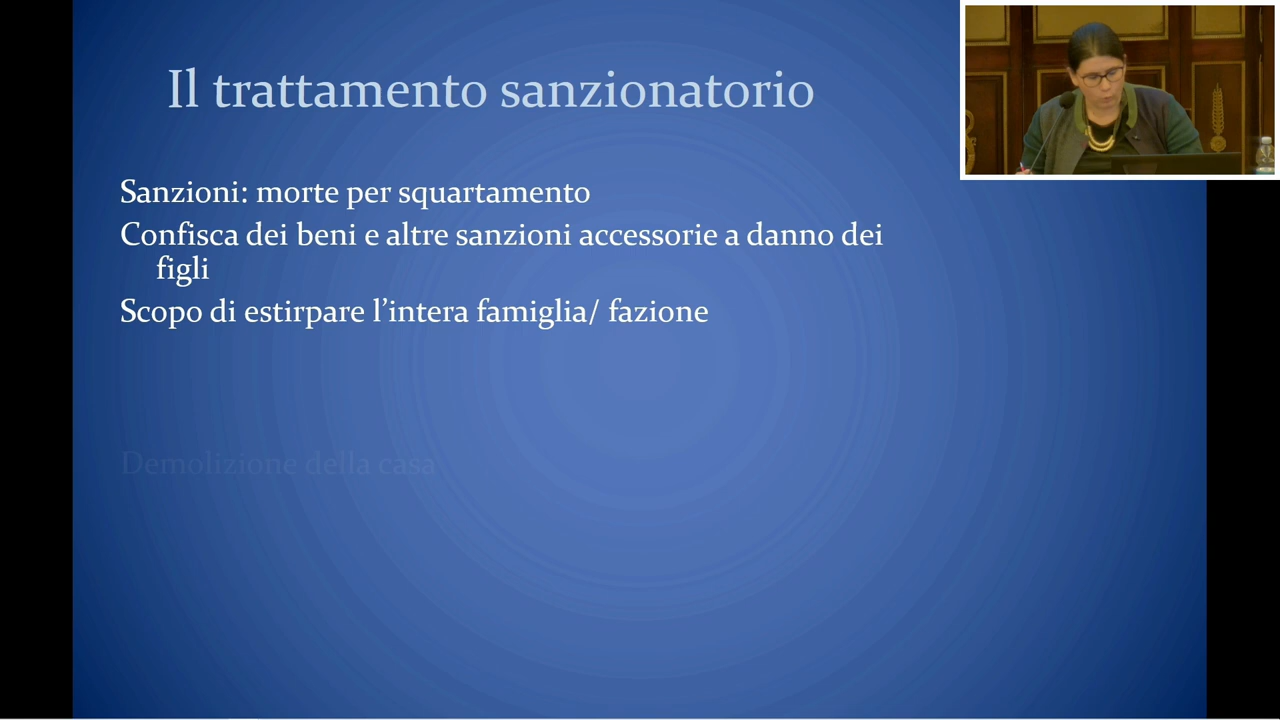 Il trattamento sanzionatorio
Sanzioni: morte per squartamento
Confisca dei beni e altre sanzioni accessorie a danno dei
figli
Scopo di estirpare l’intera famiglia/ fazione
Demolizione della casa